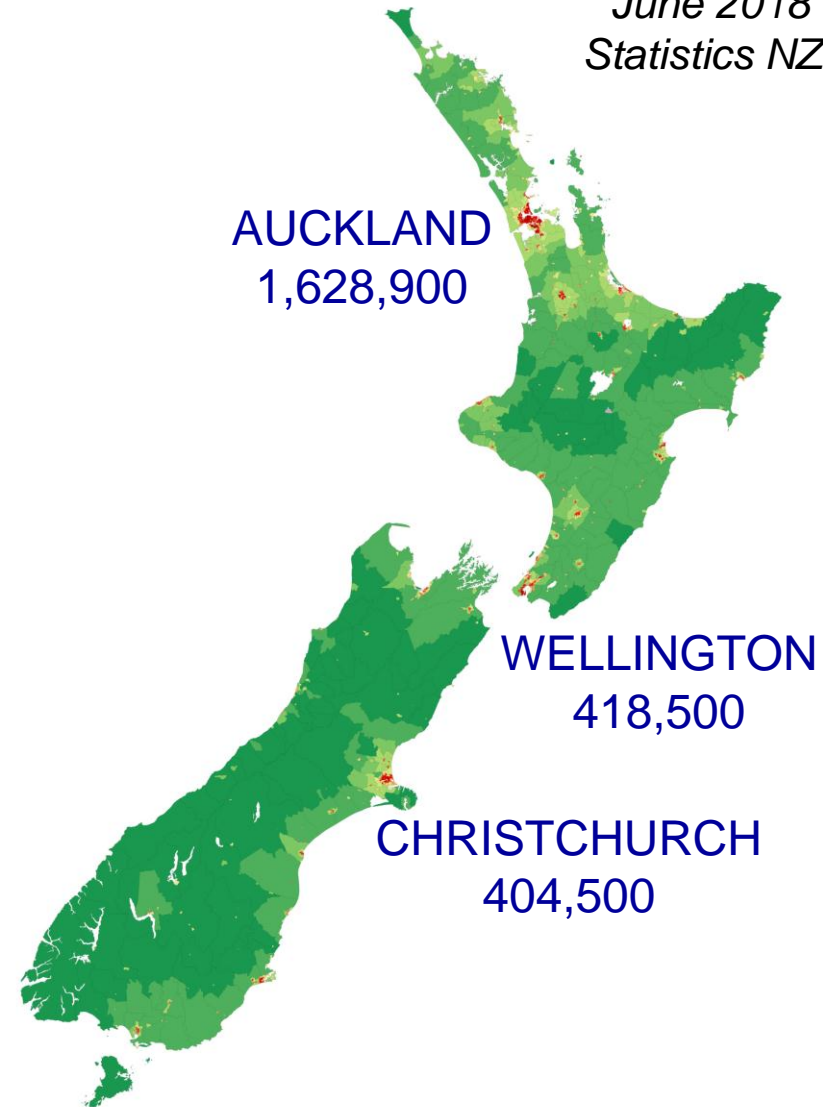 June 2018
Statistics NZ
AUCKLAND
1,628,900
WELLINGTON
418,500
CHRISTCHURCH
404,500